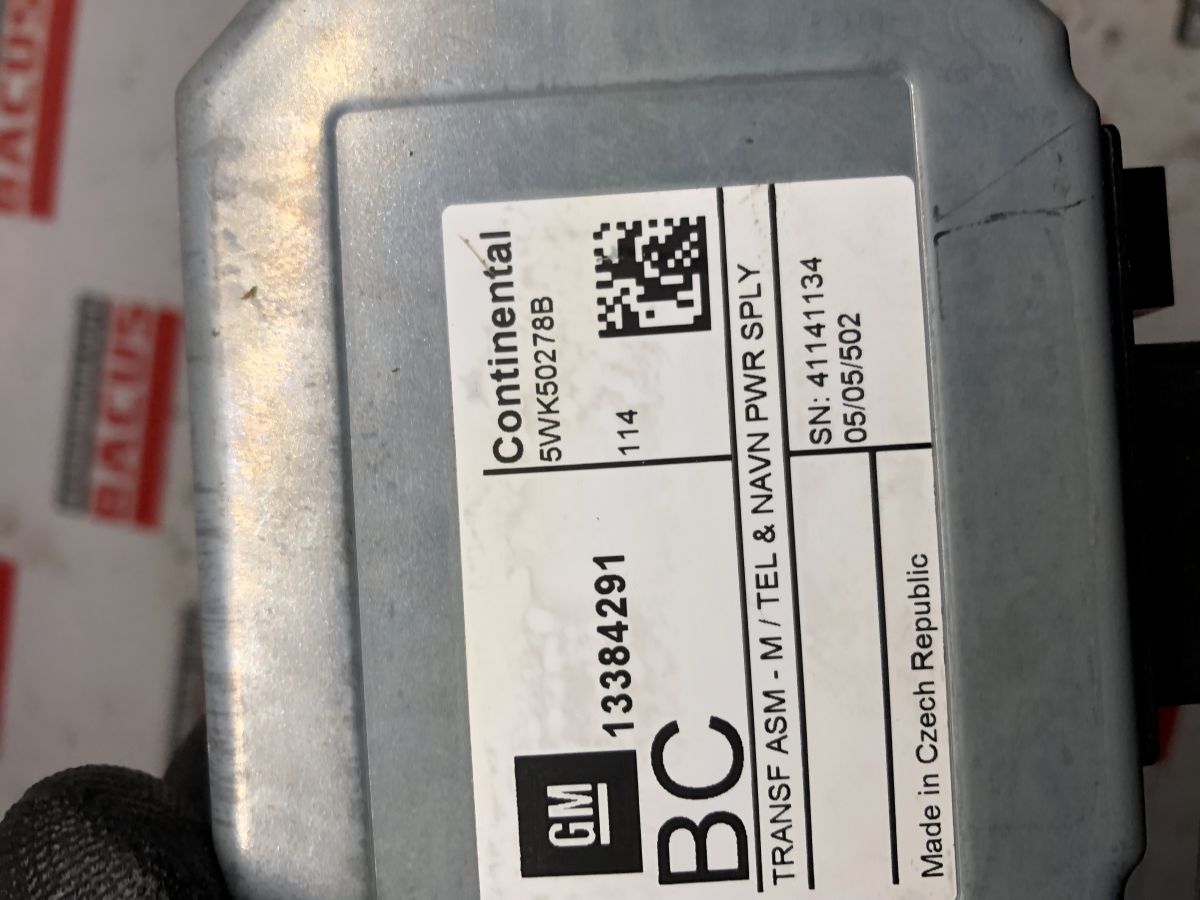 GM
13384291
BC
Continental
5WK50278B
114
TRANSF ASM - M / TEL & NAVN PWR SPLY
SN: 41141134
05/05/502
Made in Czech Republic
BACUS
BACUS